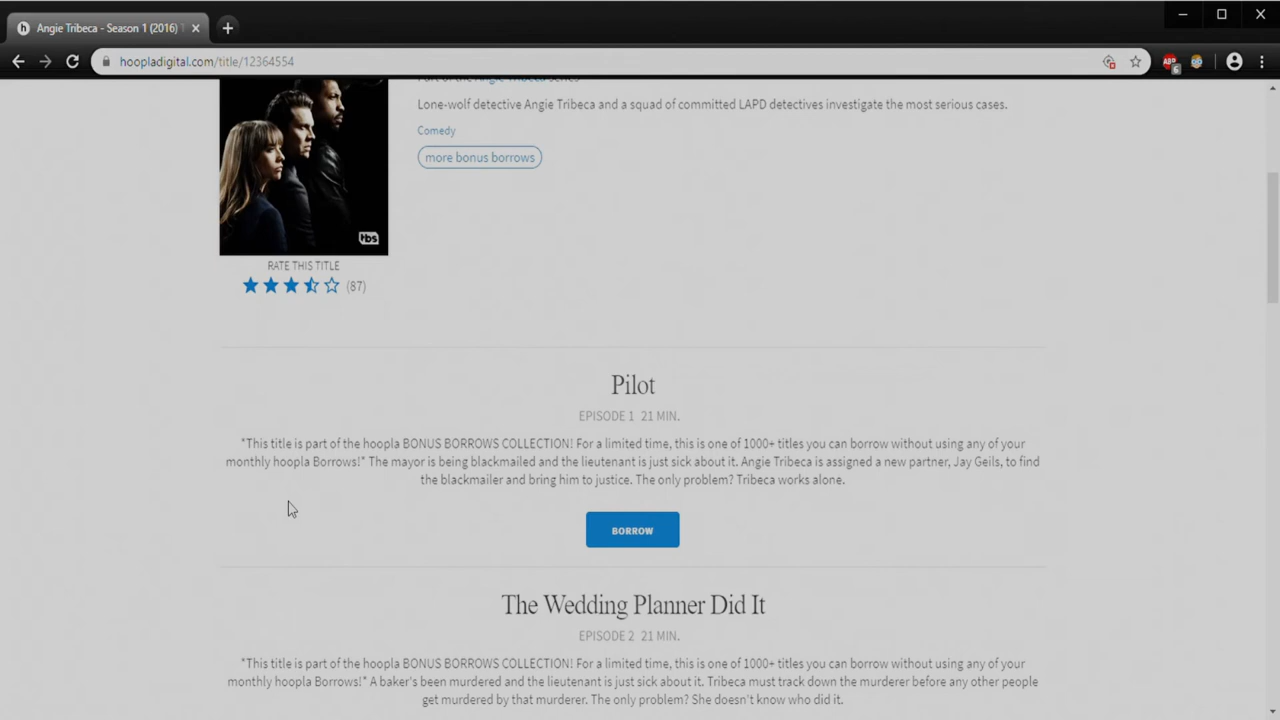 Angie Tribeca - Season 1 (2016)
hoopladigital.com/title/12364554
ABP
6
Part of the Angie Tribeca series
Lone-wolf detective Angie Tribeca and a squad of committed LAPD detectives investigate the most serious cases.
Comedy
more bonus borrows
tbs
RATE THIS TITLE
(87)
Pilot
EPISODE 1 21 MIN.
*This title is part of the hoopla BONUS BORROWS COLLECTION! For a limited time, this is one of 1000+ titles you can borrow without using any of your
monthly hoopla Borrows!* The mayor is being blackmailed and the lieutenant is just sick about it. Angie Tribeca is assigned a new partner, Jay Geils, to find
the blackmailer and bring him to justice. The only problem? Tribeca works alone.
BORROW
The Wedding Planner Did It
EPISODE 2 21 MIN.
*This title is part of the hoopla BONUS BORROWS COLLECTION! For a limited time, this is one of 1000+ titles you can borrow without using any of your
monthly hoopla Borrows!* A baker's been murdered and the lieutenant is just sick about it. Tribeca must track down the murderer before any other people
get murdered by that murderer. The only problem? She doesn't know who did it.